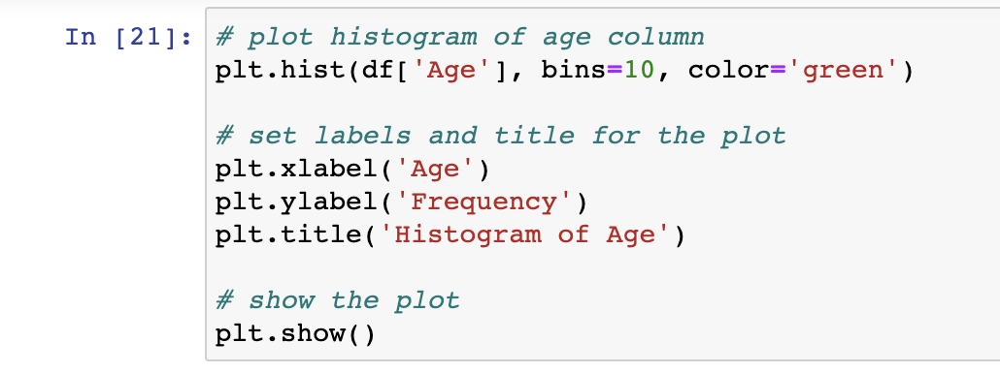 In [21]: # plot histogram of age column
plt.hist(df['Age'], bins=10, color='green')
# set labels and title for the plot
plt.xlabel('Age')
plt.ylabel('Frequency')
plt.title('Histogram of Age')
# show the plot
plt.show()